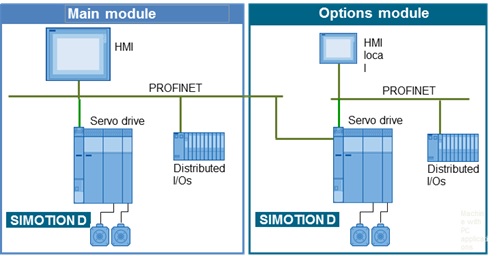 Main module
HMI
PROFINET
Servo drive
Distributed
I/Os
SIMOTION D
Options module
HMI
loca
l
PROFINET
Servo drive
Distributed
I/Os
SIMOTION D